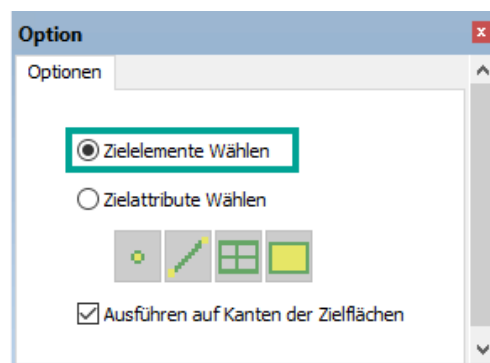 Option
Optionen
Zielelemente Wählen
Zielattribute Wählen
Ausführen auf Kanten der Zielflächen